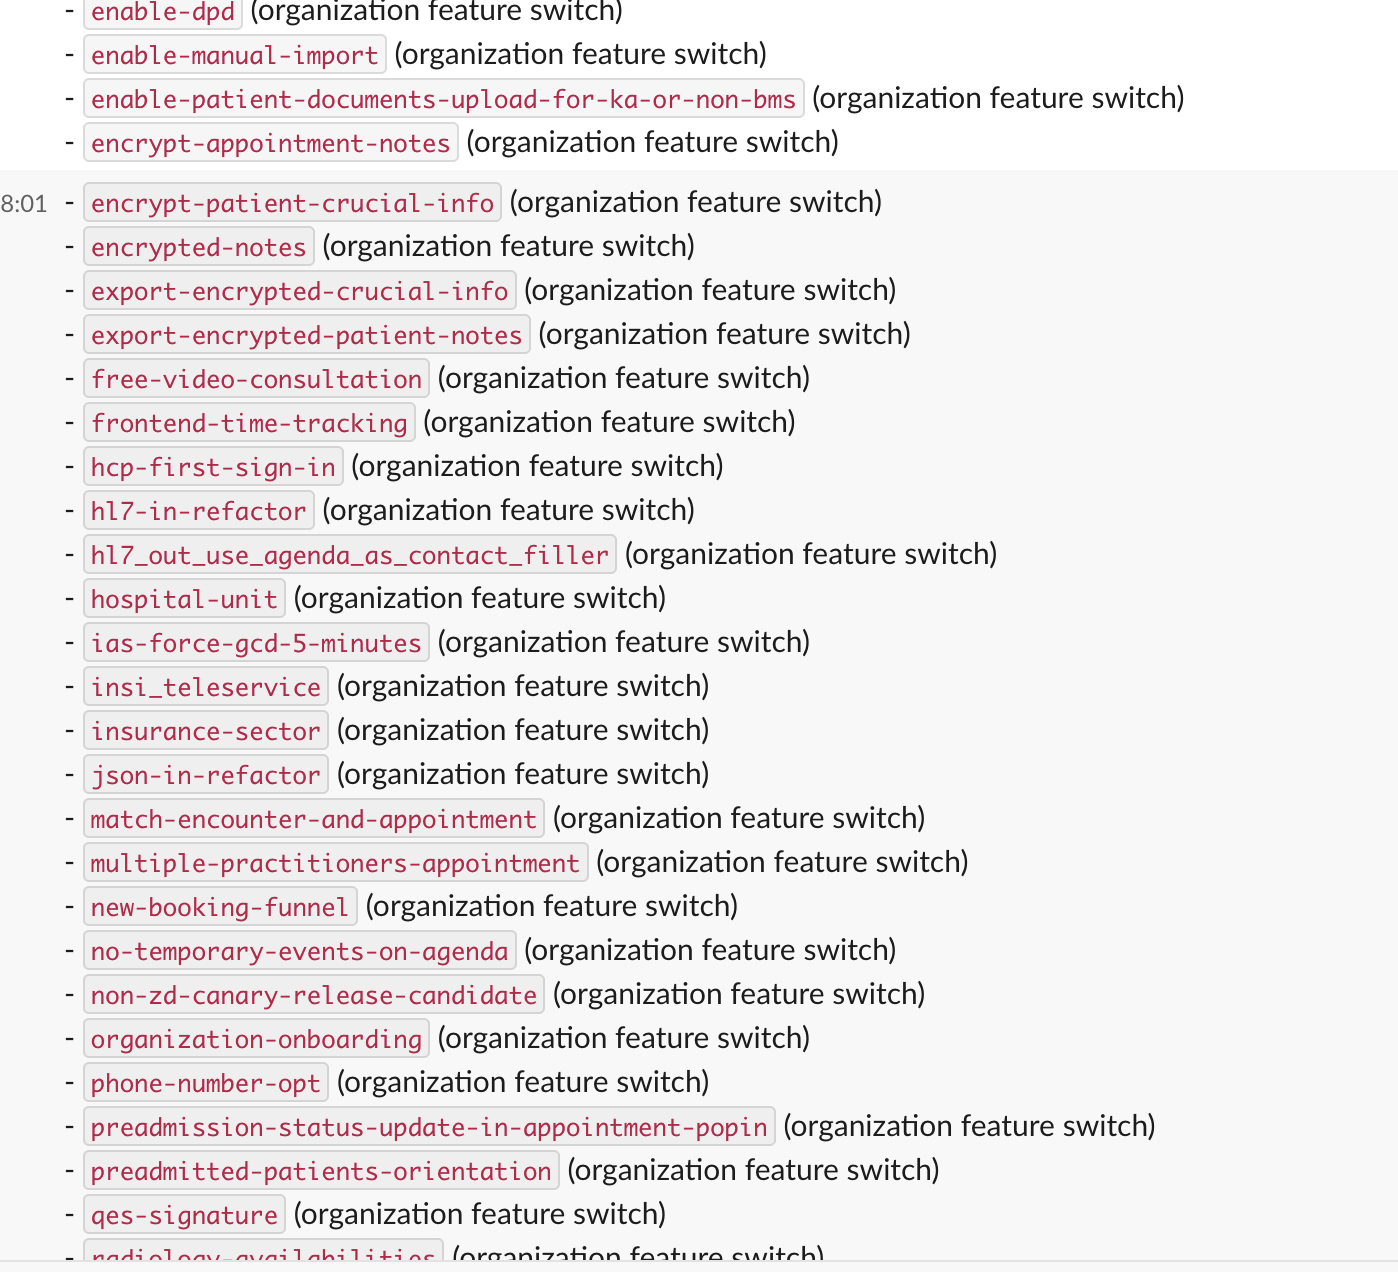 - enable-dpd (organization feature switch)
- enable-manual-import (organization feature switch)
- enable-patient-documents-upload-for-ka-or-non-bms (organization feature switch)
- encrypt-appointment-notes (organization feature switch)
8:01 - encrypt-patient-crucial-info (organization feature switch)
- encrypted-notes (organization feature switch)
- export-encrypted-crucial-info (organization feature switch)
- export-encrypted-patient-notes (organization feature switch)
- free-video-consultation (organization feature switch)
- frontend-time-tracking (organization feature switch)
- hcp-first-sign-in (organization feature switch)
- hl7-in-refactor (organization feature switch)
- hl7_out_use_agenda_as_contact_filler (organization feature switch)
- hospital-unit (organization feature switch)
- ias-force-gcd-5-minutes (organization feature switch)
- insi_teleservice (organization feature switch)
- insurance-sector (organization feature switch)
- json-in-refactor (organization feature switch)
- match-encounter-and-appointment (organization feature switch)
- multiple-practitioners-appointment (organization feature switch)
- new-booking-funnel (organization feature switch)
- no-temporary-events-on-agenda (organization feature switch)
- non-zd-canary-release-candidate (organization feature switch)
- organization-onboarding (organization feature switch)
- phone-number-opt (organization feature switch)
- preadmission-status-update-in-appointment-popin (organization feature switch)
- preadmitted-patients-orientation (organization feature switch)
- qes-signature (organization feature switch)
- radiology-availabilities (organization feature switch)